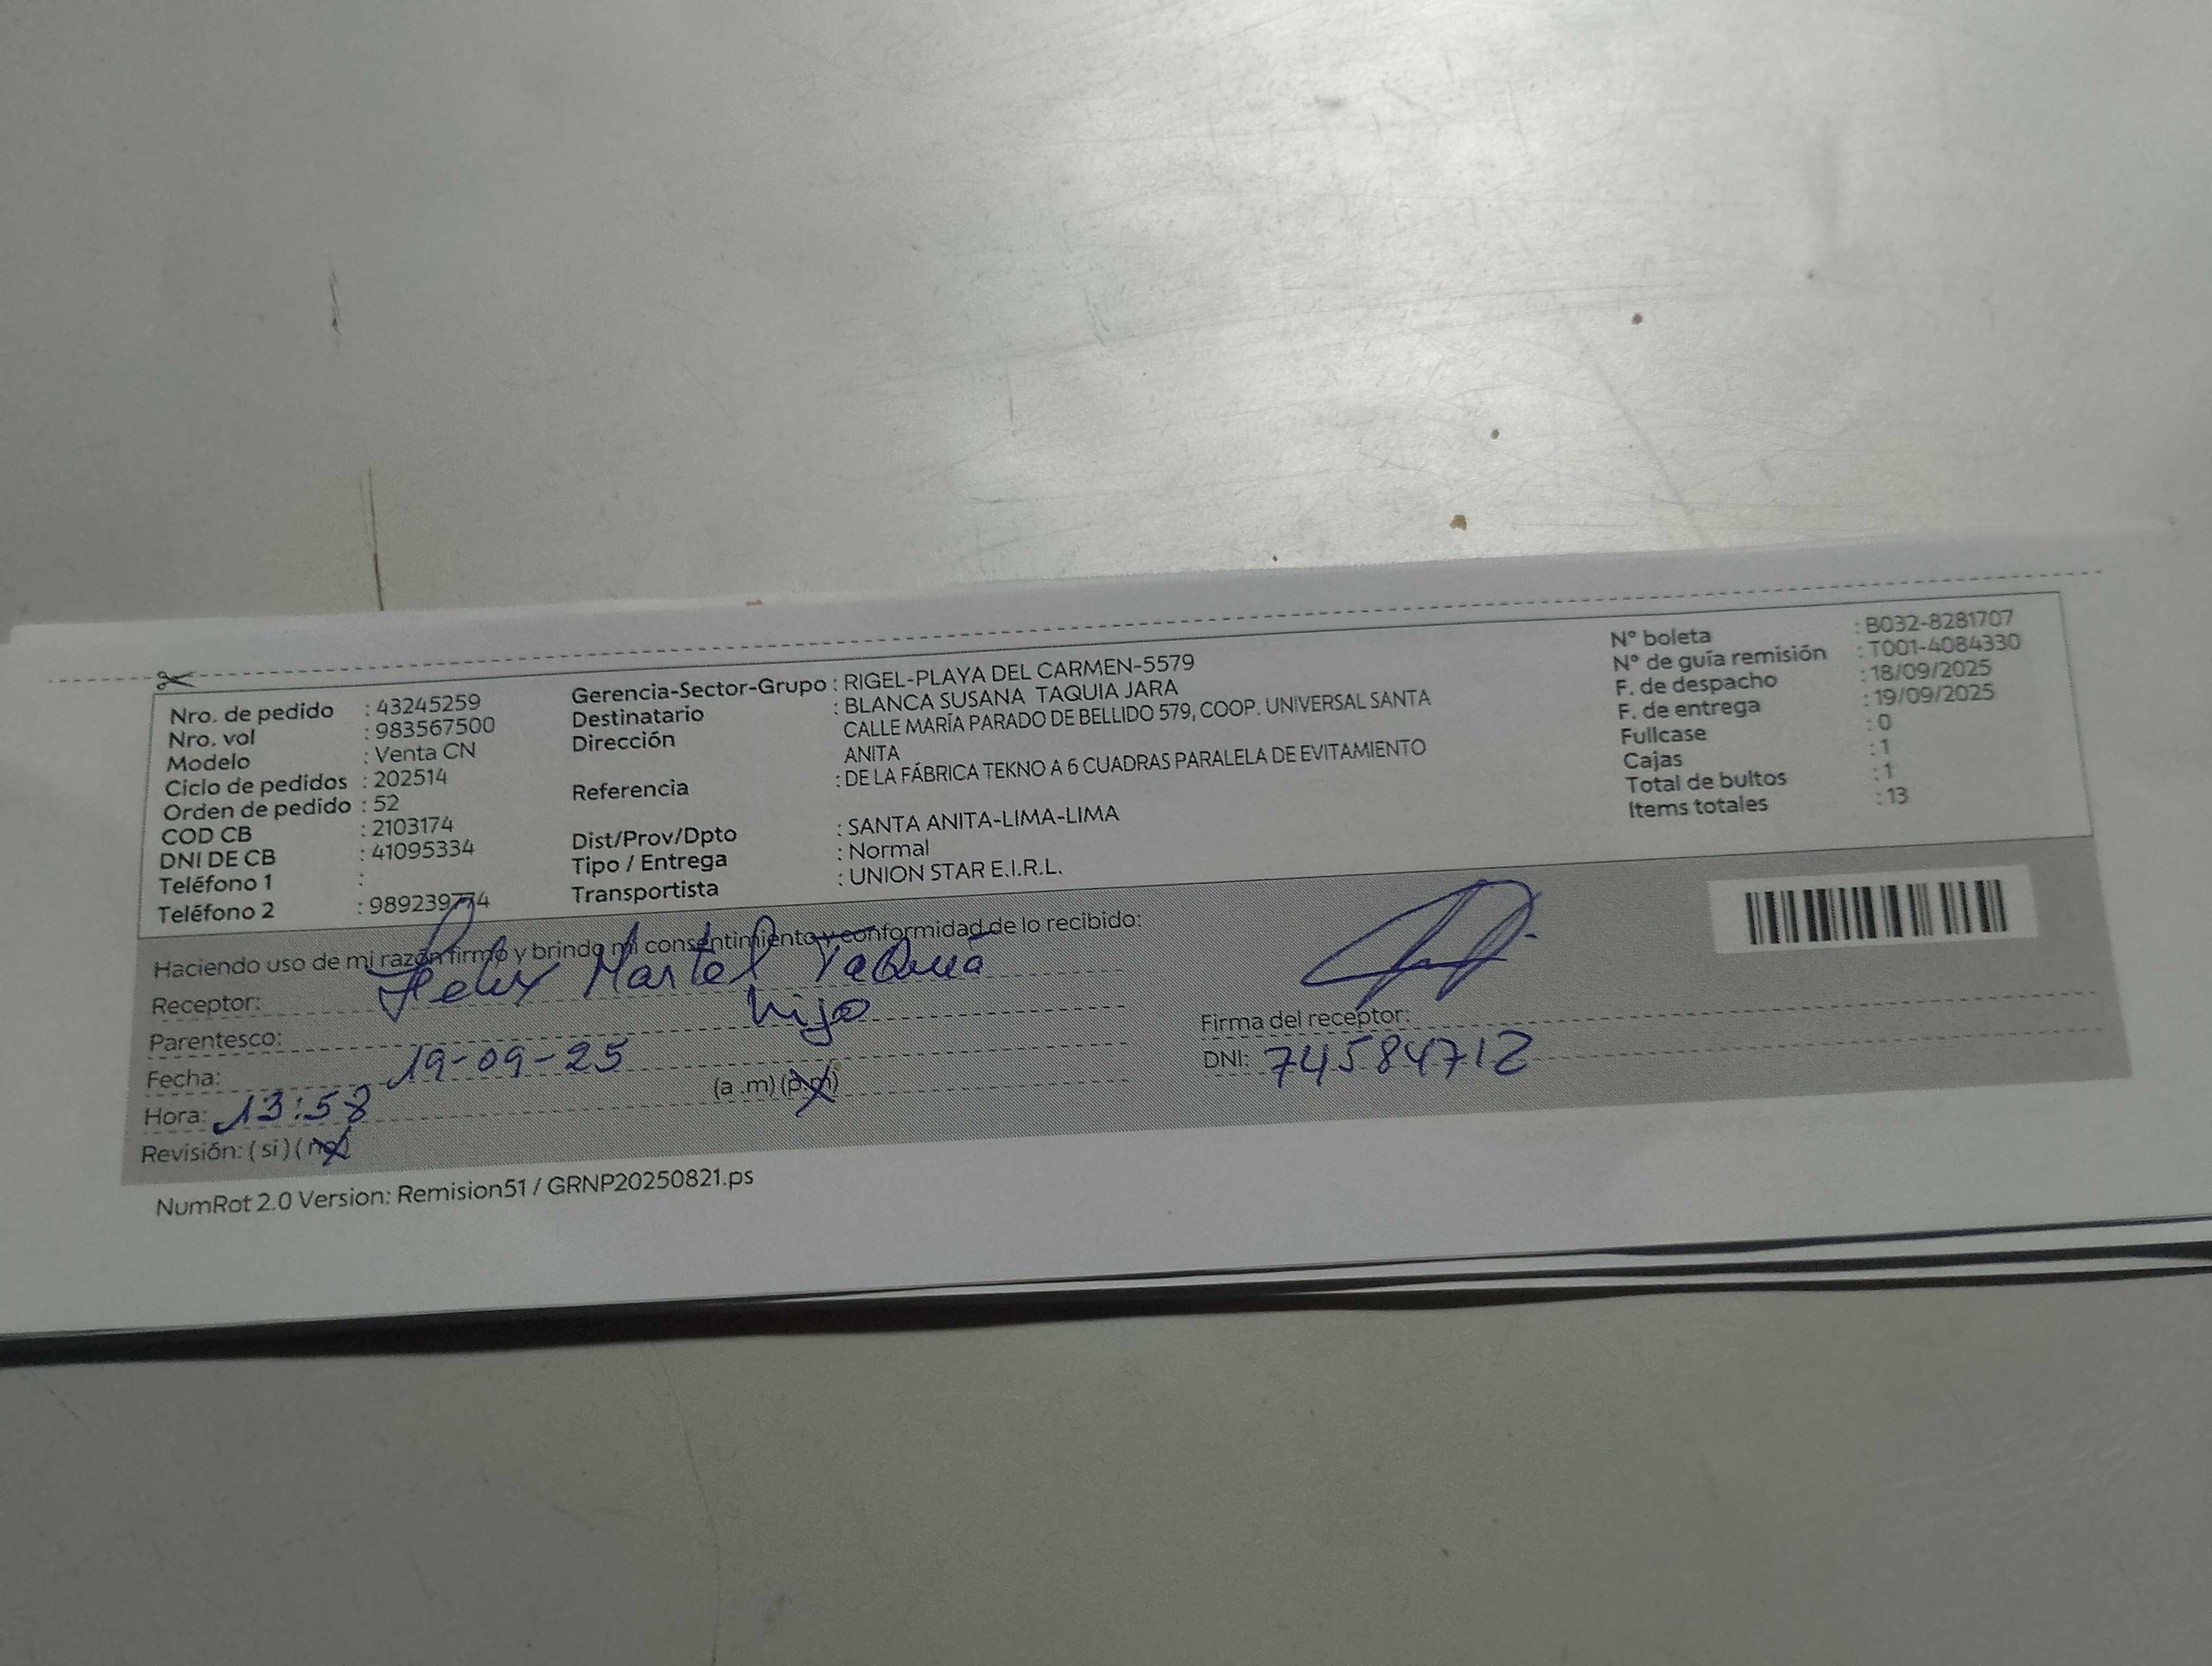 Nro. de pedido : 43245259
Nro. vol : 983567500
Modelo : Venta CN
Ciclo de pedidos : 202514
Orden de pedido : 52
COD CB : 2103174
DNI DE CB : 41095334
Teléfono 1 :
Teléfono 2 : 989239774
Gerencia-Sector-Grupo : RIGEL-PLAYA DEL CARMEN-5579
Destinatario : BLANCA SUSANA TAQUIA JARA
Dirección CALLE MARÍA PARADO DE BELLIDO 579, COOP. UNIVERSAL SANTA
ANITA
Referencia : DE LA FÁBRICA TEKNO A 6 CUADRAS PARALELA DE EVITAMIENTO
Dist/Prov/Dpto : SANTA ANITA-LIMA-LIMA
Tipo / Entrega : Normal
Transportista : UNION STAR E.I.R.L.
N° boleta : B032-8281707
N° de guía remisión : T001-4084330
F. de despacho : 18/09/2025
F. de entrega : 19/09/2025
Fullcase : 0
Cajas : 1
Total de bultos : 1
Items totales : 13
Haciendo uso de mi razón firmo y brindo mi consentimiento y conformidad de lo recibido:
Receptor: Felix Martel Taquia
Parentesco: hijo
Fecha: 19-09-25
Hora: 13:58 (a .m) (p.m)
Revisión: ( si ) ( no )
Firma del receptor:
DNI: 74584712
NumRot 2.0 Version: Remision51 / GRNP20250821.ps